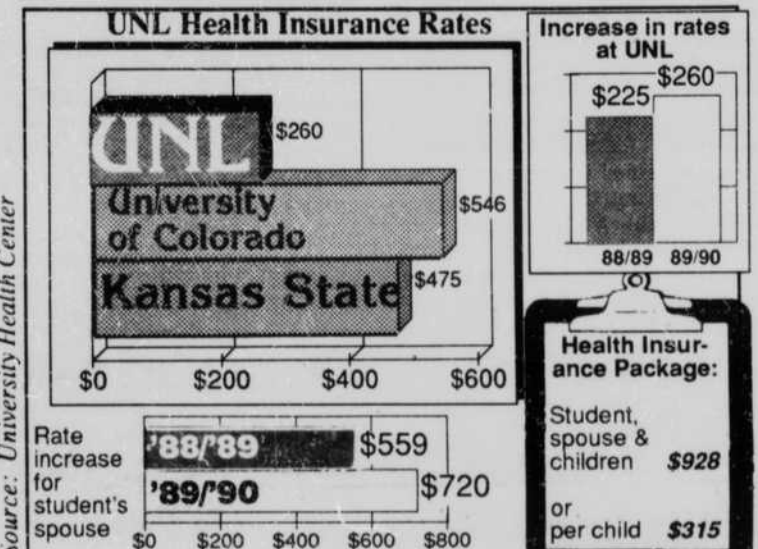 UNL Health Insurance Rates
UNL
$260
University
of Colorado
$546
Kansas State
$475
$0 $200 $400 $600
Rate
increase
for
student's
spouse
'88/'89
$559
'89/'90
$720
$0 $200 $400 $600 $800
Source: University Health Center
Increase in rates
at UNL
$225
$260
88/89 89/90
Health Insur-
ance Package:
Student,
spouse &
children $928
or
per child $315